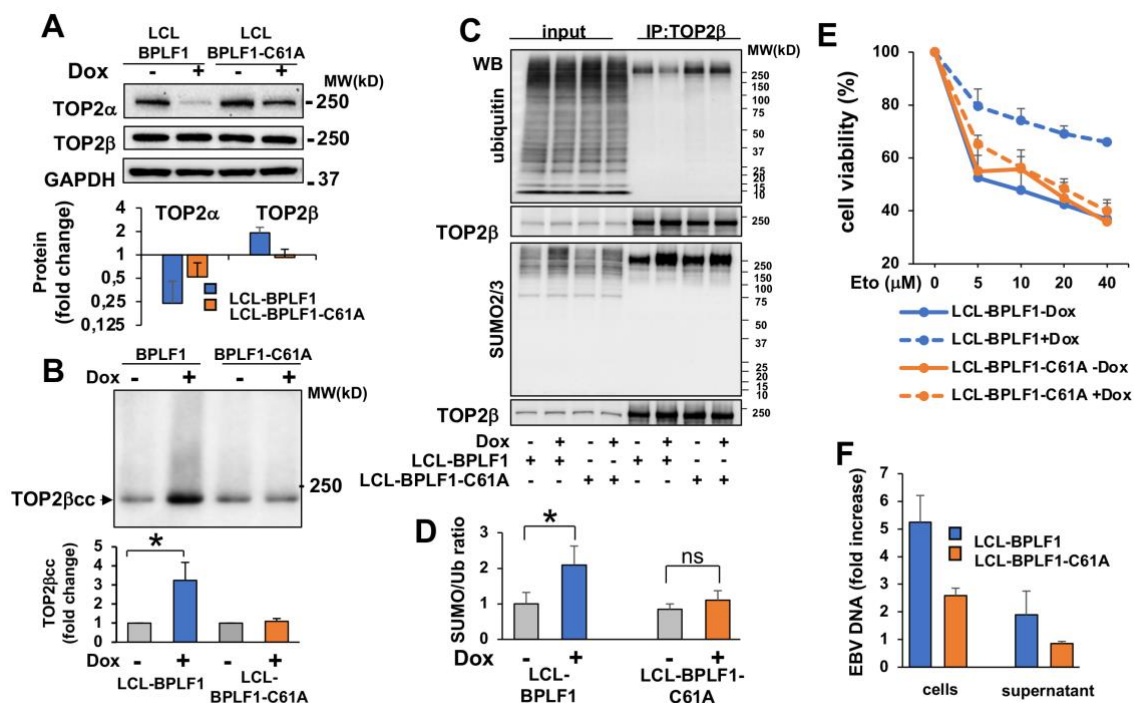 A
LCL LCL
BPLF1 BPLF1-C61A
Dox - + - +
MW(kD)
TOP2α - 250
TOP2β - 250
GAPDH - 37
TOP2α TOP2β
Protein
(fold change)
4
2
1
0,5
0,25
0,125
LCL-BPLF1
LCL-BPLF1-C61A
B
BPLF1 BPLF1-C61A
Dox - + - +
MW(kD)
250
TOP2βcc
*
TOP2βcc
(fold change)
5
4
3
2
1
0
Dox - + - +
LCL-BPLF1 LCL-
BPLF1-C61A
C
input IP:TOP2β
WB MW(kD)
ubiquitin
250
150
100
75
50
37
25
20
15
TOP2β 250
SUMO2/3
250
150
100
75
50
37
25
20
15
10
TOP2β 250
Dox - + - + - + - +
LCL-BPLF1 + + + +
LCL-BPLF1-C61A + + + +
D
SUMO/Ub ratio
3
2
1
0
*
ns
Dox - + - +
LCL-
BPLF1
LCL-BPLF1-
C61A
E
cell viability (%)
100
80
60
40
20
Eto (μM) 0 5 10 20 40
LCL-BPLF1-Dox
LCL-BPLF1+Dox
LCL-BPLF1-C61A -Dox
LCL-BPLF1-C61A +Dox
F
EBV DNA (fold increase)
7
6
5
4
3
2
1
0
LCL-BPLF1
LCL-BPLF1-C61A
cells supernatant